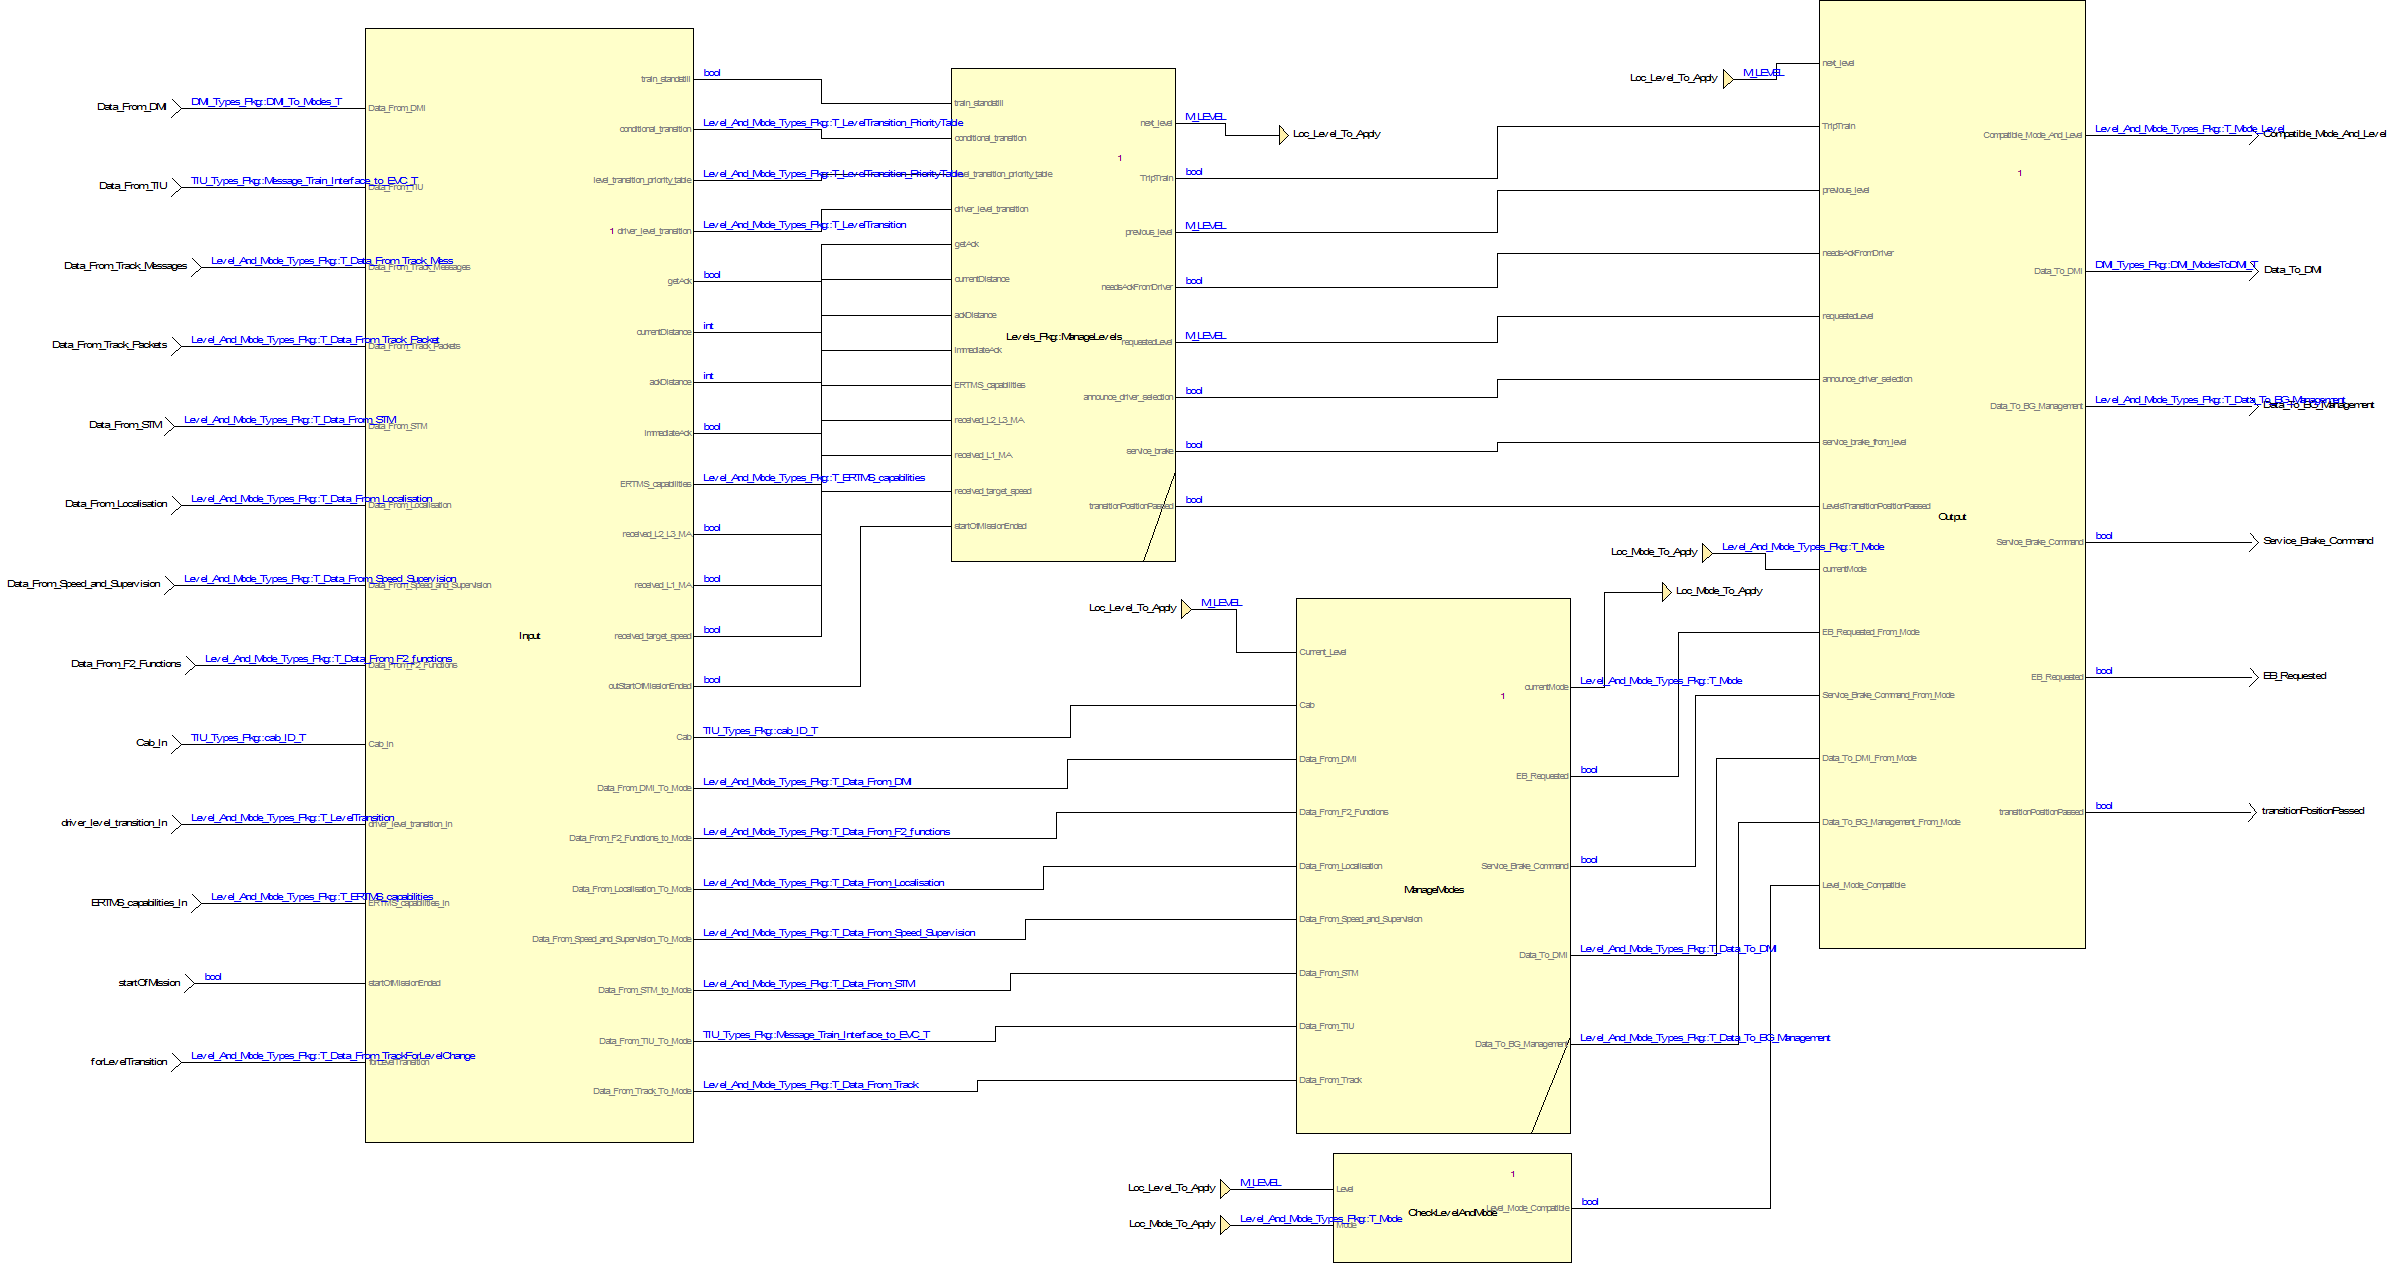 Data_From_DMI
DMI_Types_Pkg::DMI_To_Modes_T
Data_From_TIU
TIU_Types_Pkg::Message_Train_Interface_to_EVC_T
Data_From_Track_Messages
Level_And_Mode_Types_Pkg::T_Data_From_Track_Mess
Data_From_Track_Packets
Level_And_Mode_Types_Pkg::T_Data_From_Track_Packet
Data_From_STM
Level_And_Mode_Types_Pkg::T_Data_From_STM
Data_From_Localisation
Level_And_Mode_Types_Pkg::T_Data_From_Localisation
Data_From_Speed_and_Supervision
Level_And_Mode_Types_Pkg::T_Data_From_Speed_Supervision
Data_From_F2_Functions
Level_And_Mode_Types_Pkg::T_Data_From_F2_functions
Cab_In
TIU_Types_Pkg::cab_ID_T
driver_level_transition_In
Level_And_Mode_Types_Pkg::T_LevelTransition
ERTMS_capabilities_In
Level_And_Mode_Types_Pkg::T_ERTMS_capabilities
startOfMission
bool
forLevelTransition
Level_And_Mode_Types_Pkg::T_Data_From_TrackForLevelChange
Data_From_DMI
Data_From_TIU
Data_From_Track_Messages
Data_From_Track_Packets
Data_From_STM
Data_From_Localisation
Data_From_Speed_and_Supervision
Data_From_F2_Functions
Cab_In
driver_level_transition_In
ERTMS_capabilities_In
startOfMissionEnded
forLevelTransition
Input
1
train_standstill
conditional_transition
level_transition_priority_table
driver_level_transition
getAck
currentDistance
ackDistance
immediateAck
ERTMS_capabilities
received_L2_L3_MA
received_L1_MA
received_target_speed
outStartOfMissionEnded
Cab
Data_From_DMI_To_Mode
Data_From_F2_Functions_to_Mode
Data_From_Localisation_To_Mode
Data_From_Speed_and_Supervision_To_Mode
Data_From_STM_to_Mode
Data_From_TIU_To_Mode
Data_From_Track_To_Mode
bool
Level_And_Mode_Types_Pkg::T_LevelTransition_PriorityTable
Level_And_Mode_Types_Pkg::T_LevelTransition_PriorityTable
Level_And_Mode_Types_Pkg::T_LevelTransition
bool
int
int
bool
Level_And_Mode_Types_Pkg::T_ERTMS_capabilities
bool
bool
bool
bool
TIU_Types_Pkg::cab_ID_T
Level_And_Mode_Types_Pkg::T_Data_From_DMI
Level_And_Mode_Types_Pkg::T_Data_From_F2_functions
Level_And_Mode_Types_Pkg::T_Data_From_Localisation
Level_And_Mode_Types_Pkg::T_Data_From_Speed_Supervision
Level_And_Mode_Types_Pkg::T_Data_From_STM
TIU_Types_Pkg::Message_Train_Interface_to_EVC_T
Level_And_Mode_Types_Pkg::T_Data_From_Track
train_standstill
conditional_transition
level_transition_priority_table
driver_level_transition
getAck
currentDistance
ackDistance
immediateAck
ERTMS_capabilities
received_L2_L3_MA
received_L1_MA
received_target_speed
startOfMissionEnded
1
Levels_Pkg::ManageLevels
next_level
TripTrain
previous_level
needsAckFromDriver
requestedLevel
announce_driver_selection
service_brake
transitionPositionPassed
M_LEVEL
Loc_Level_To_Apply
bool
M_LEVEL
bool
M_LEVEL
bool
bool
bool
Loc_Level_To_Apply
M_LEVEL
Current_Level
Cab
Data_From_DMI
Data_From_F2_Functions
Data_From_Localisation
Data_From_Speed_and_Supervision
Data_From_STM
Data_From_TIU
Data_From_Track
1
ManageModes
currentMode
EB_Requested
Service_Brake_Command
Data_To_DMI
Data_To_BG_Management
Level_And_Mode_Types_Pkg::T_Mode
Loc_Mode_To_Apply
bool
bool
Level_And_Mode_Types_Pkg::T_Data_To_DMI
Level_And_Mode_Types_Pkg::T_Data_To_BG_Management
Loc_Level_To_Apply
M_LEVEL
Loc_Mode_To_Apply
Level_And_Mode_Types_Pkg::T_Mode
Level
Mode
1
CheckLevelAndMode
Level_Mode_Compatible
bool
Loc_Level_To_Apply
M_LEVEL
Loc_Mode_To_Apply
Level_And_Mode_Types_Pkg::T_Mode
next_level
TripTrain
previous_level
needsAckFromDriver
requestedLevel
announce_driver_selection
service_brake_from_level
LevelsTransitionPositionPassed
currentMode
EB_Requested_From_Mode
Service_Brake_Command_From_Mode
Data_To_DMI_From_Mode
Data_To_BG_Management_From_Mode
Level_Mode_Compatible
1
Output
Compatible_Mode_And_Level
Data_To_DMI
Data_To_BG_Management
Service_Brake_Command
EB_Requested
transitionPositionPassed
Level_And_Mode_Types_Pkg::T_Mode_Level
Compatible_Mode_And_Level
DMI_Types_Pkg::DMI_ModesToDMI_T
Data_To_DMI
Level_And_Mode_Types_Pkg::T_Data_To_BG_Management
Data_To_BG_Management
bool
Service_Brake_Command
bool
EB_Requested
bool
transitionPositionPassed